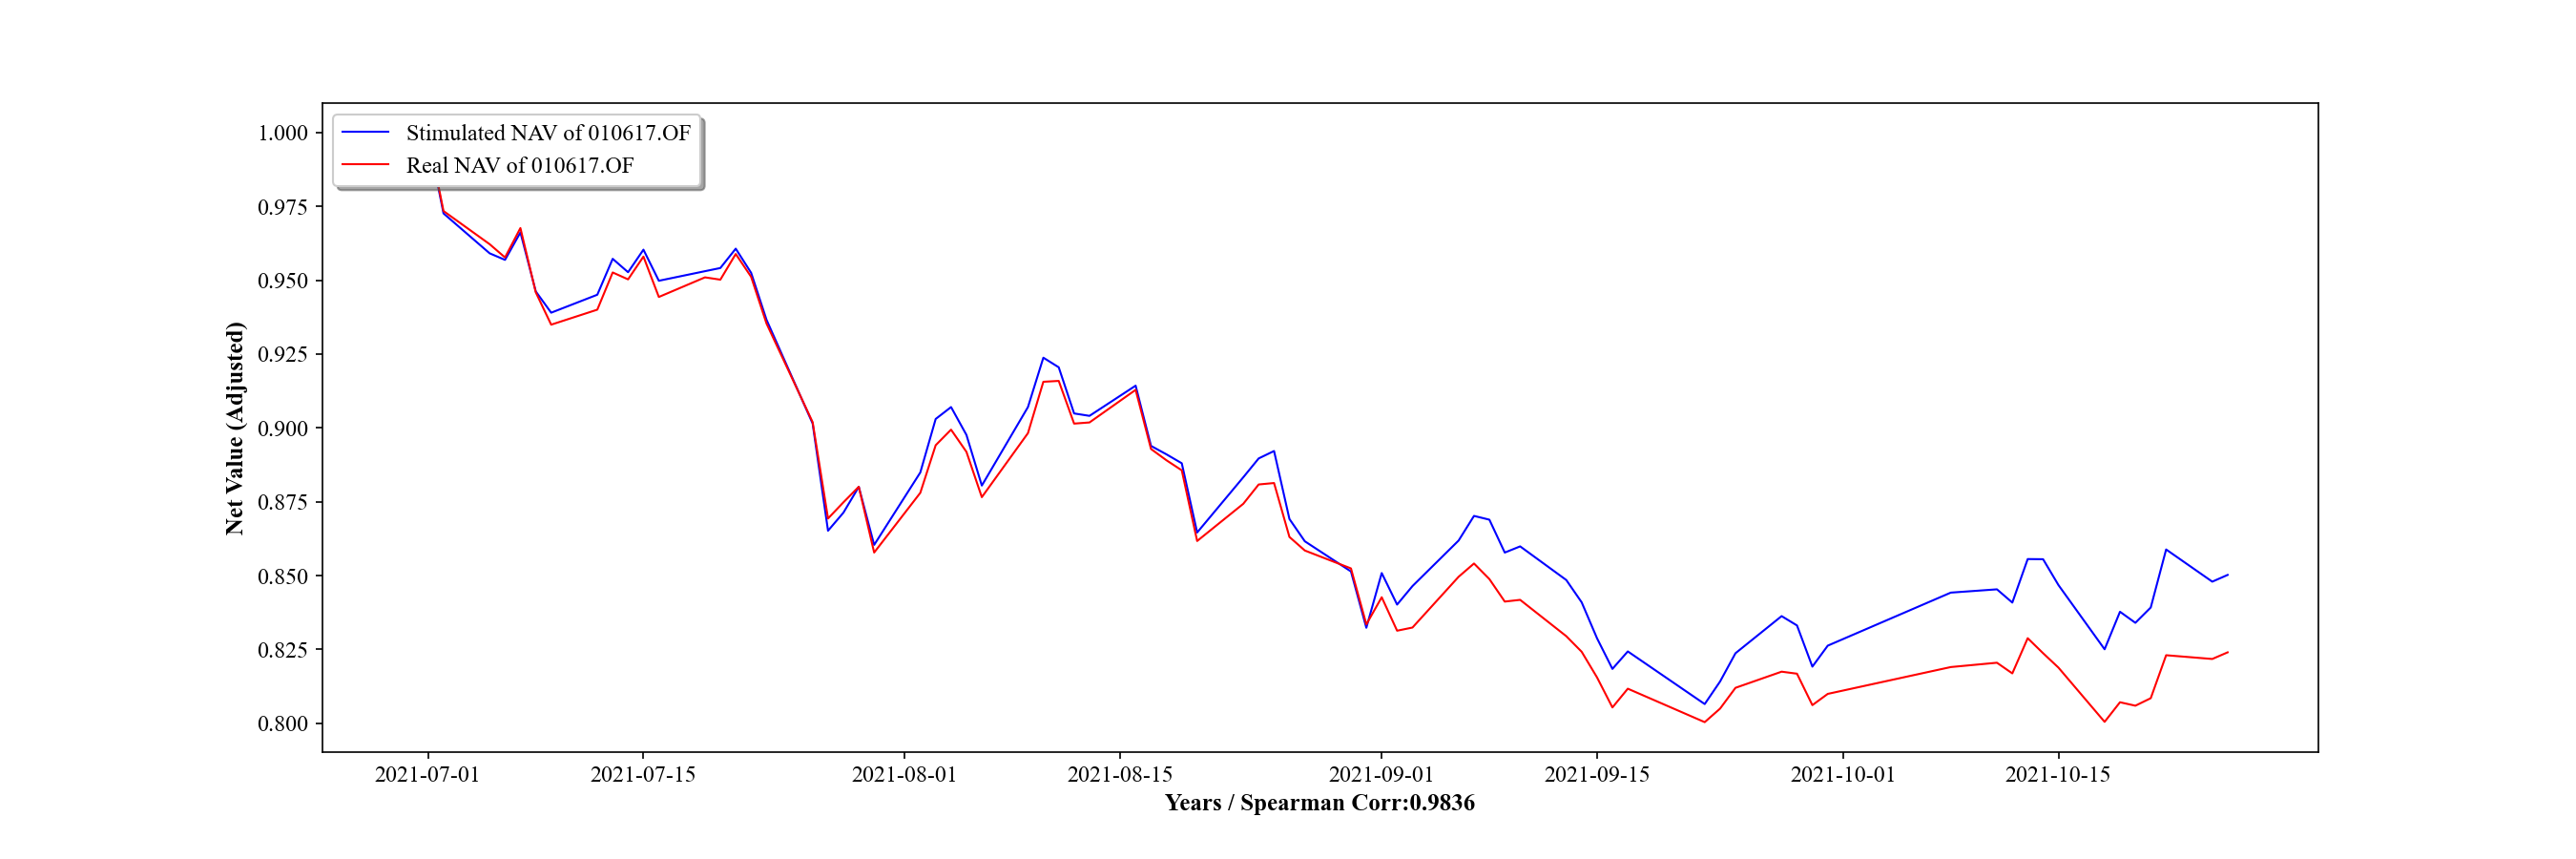 Stimulated NAV of 010617.OF
Real NAV of 010617.OF
1.000
0.975
0.950
0.925
0.900
0.875
0.850
0.825
0.800
Net Value (Adjusted)
2021-07-01 2021-07-15 2021-08-01 2021-08-15 2021-09-01 2021-09-15 2021-10-01 2021-10-15
Years / Spearman Corr:0.9836